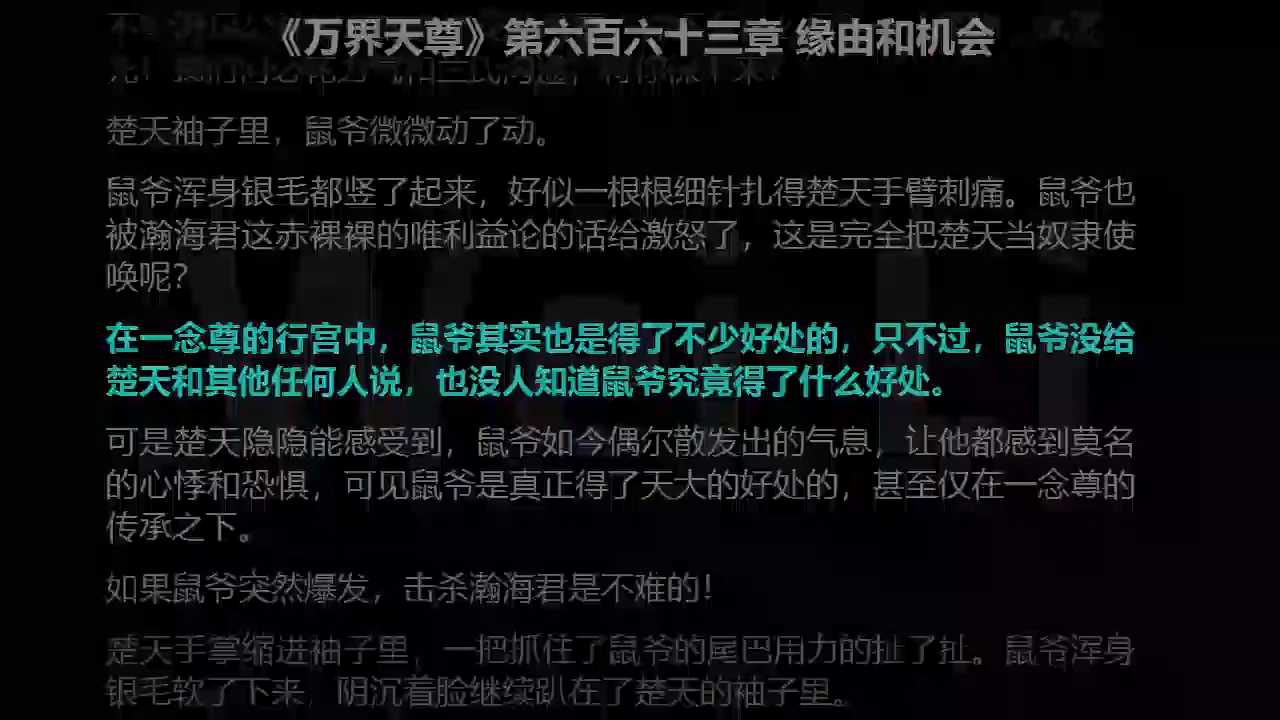 《万界天尊》第六百六十三章 缘由和机会
楚天袖子里，鼠爷微微动了动。
鼠爷浑身银毛都竖了起来，好似一根根细针扎得楚天手臂刺痛。鼠爷也
被瀚海君这赤裸裸的唯利益论的话给激怒了，这是完全把楚天当奴隶使
唤呢？
在一念尊的行宫中，鼠爷其实也是得了不少好处的，只不过，鼠爷没给
楚天和其他任何人说，也没人知道鼠爷究竟得了什么好处。
可是楚天隐隐能感受到，鼠爷如今偶尔散发出的气息，让他都感到莫名
的心悸和恐惧，可见鼠爷是真正得了天大的好处的，甚至仅在一念尊的
传承之下。
如果鼠爷突然爆发，击杀瀚海君是不难的！
楚天手掌缩进袖子里，一把抓住了鼠爷的尾巴用力的扯了扯。鼠爷浑身
银毛软了下来，阴沉着脸继续趴在了楚天的袖子里。